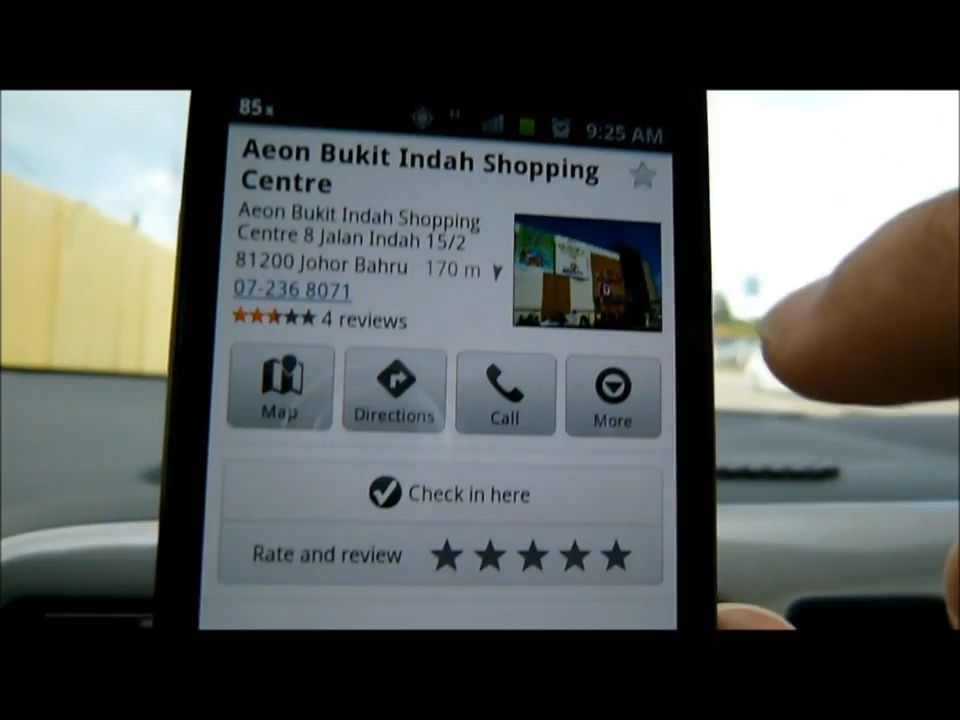 85%
H
9:25 AM
Aeon Bukit Indah Shopping
Centre
Aeon Bukit Indah Shopping
Centre 8 Jalan Indah 15/2
81200 Johor Bahru 170 m
07-236 8071
4 reviews
Map
Directions
Call
More
Check in here
Rate and review